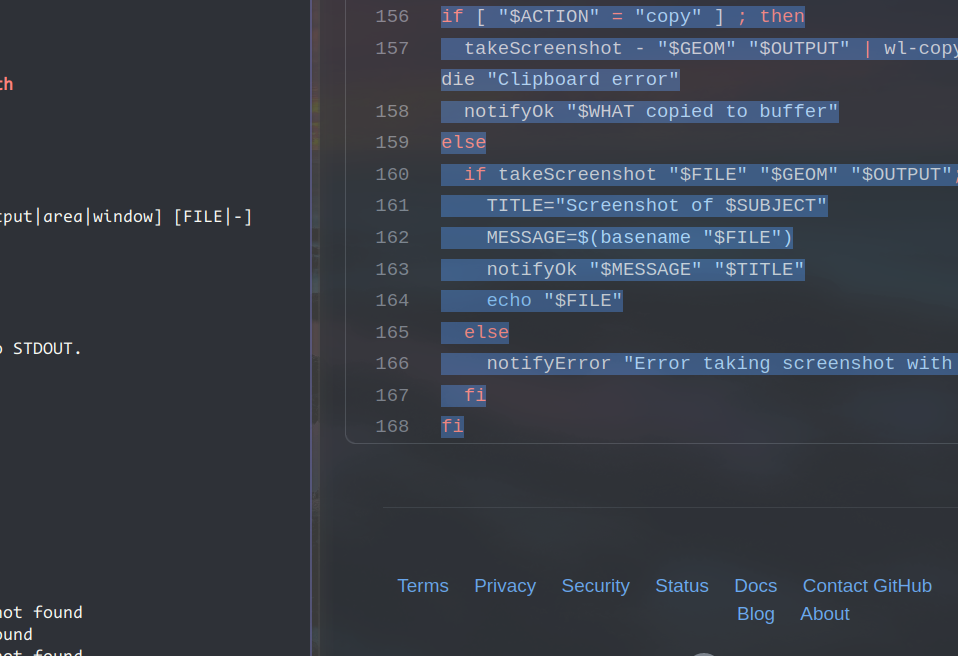 156 if [ "$ACTION" = "copy" ] ; then
157 takeScreenshot - "$GEOM" "$OUTPUT" | wl-copy
die "Clipboard error"
158 notifyOk "$WHAT copied to buffer"
159 else
160 if takeScreenshot "$FILE" "$GEOM" "$OUTPUT";
161 TITLE="Screenshot of $SUBJECT"
162 MESSAGE=$(basename "$FILE")
163 notifyOk "$MESSAGE" "$TITLE"
164 echo "$FILE"
165 else
166 notifyError "Error taking screenshot with
167 fi
168 fi
th
tput|area|window] [FILE|-]
o STDOUT.
not found
ound
not found
Terms Privacy Security Status Docs Contact GitHub
Blog About